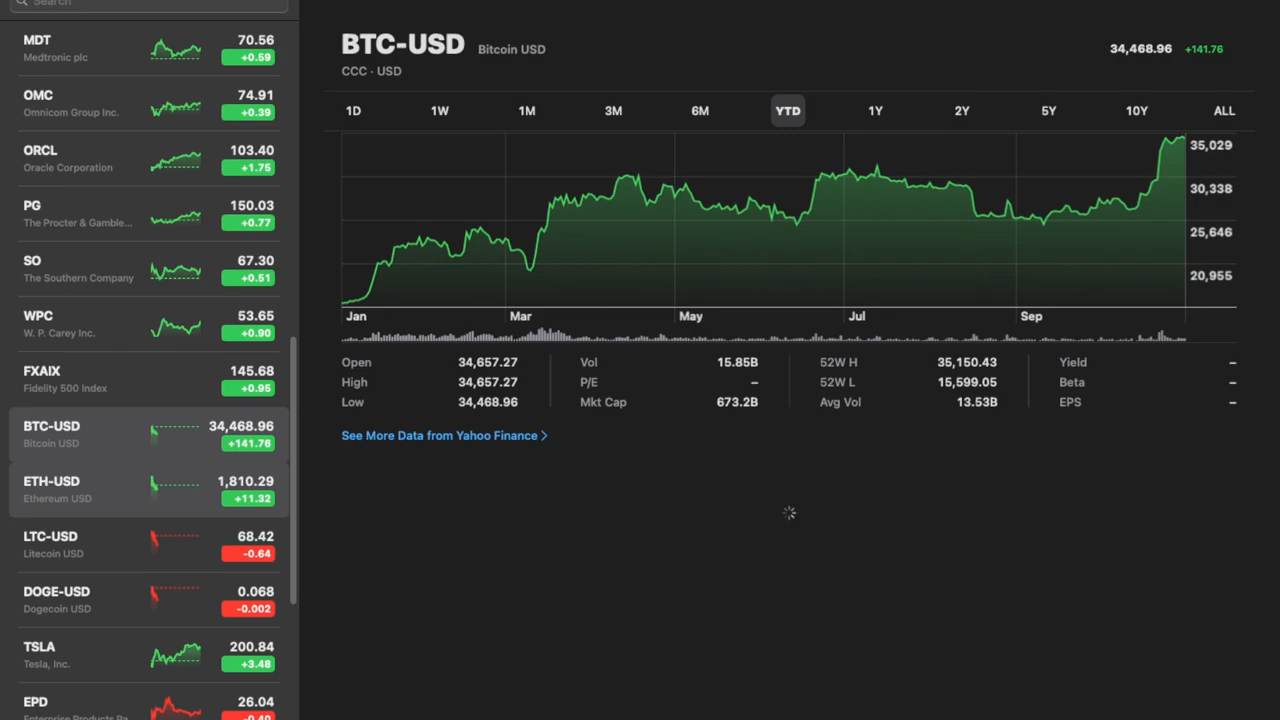 Search
MDT 70.56
Medtronic plc +0.59
OMC 74.91
Omnicom Group Inc. +0.39
ORCL 103.40
Oracle Corporation +1.75
PG 150.03
The Procter & Gamble... +0.77
SO 67.30
The Southern Company +0.51
WPC 53.65
W. P. Carey Inc. +0.90
FXAIX 145.68
Fidelity 500 Index +0.95
BTC-USD 34,468.96
Bitcoin USD +141.76
ETH-USD 1,810.29
Ethereum USD +11.32
LTC-USD 68.42
Litecoin USD -0.64
DOGE-USD 0.068
Dogecoin USD -0.002
TSLA 200.84
Tesla, Inc. +3.48
EPD 26.04
Enterprise Products Pa... -0.40
BTC-USD Bitcoin USD 34,468.96 +141.76
CCC · USD
1D 1W 1M 3M 6M YTD 1Y 2Y 5Y 10Y ALL
35,029
30,338
25,646
20,955
Jan Mar May Jul Sep
Open 34,657.27 Vol 15.85B 52W H 35,150.43 Yield –
High 34,657.27 P/E – 52W L 15,599.05 Beta –
Low 34,468.96 Mkt Cap 673.2B Avg Vol 13.53B EPS –
See More Data from Yahoo Finance >